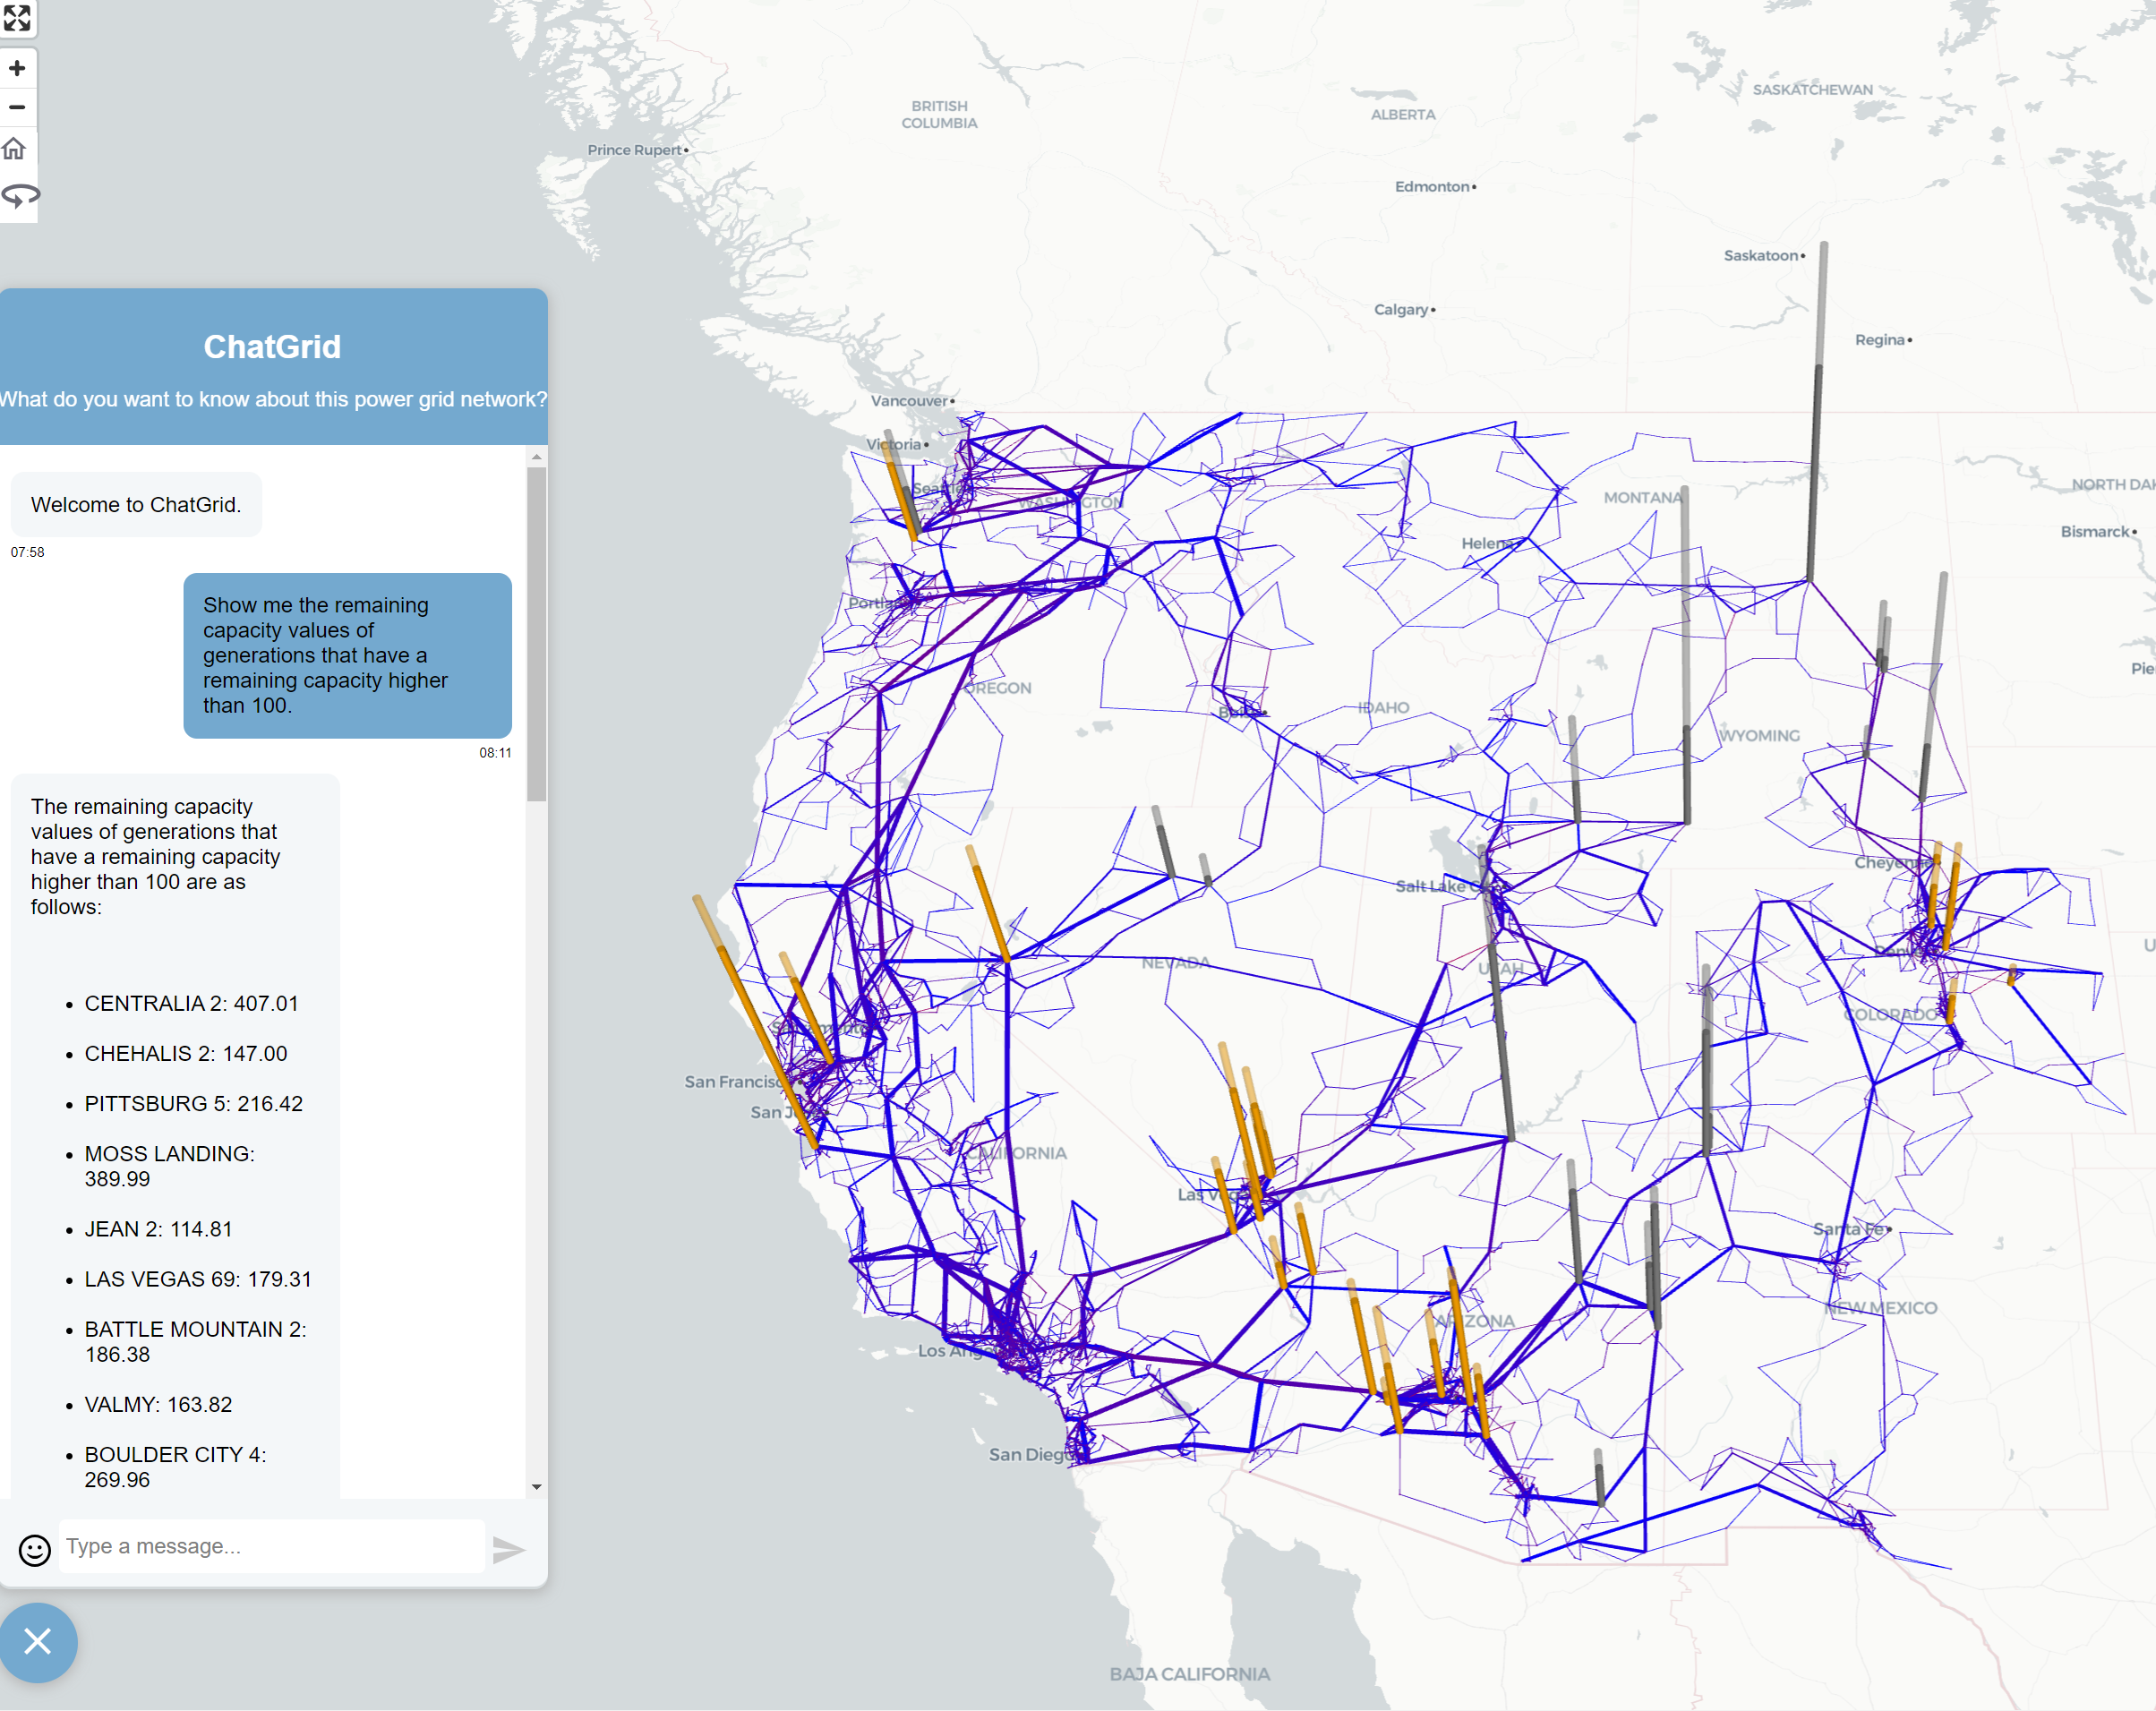 ChatGrid
What do you want to know about this power grid network?
Welcome to ChatGrid.
07:58
Show me the remaining
capacity values of
generations that have a
remaining capacity higher
than 100.
08:11
The remaining capacity
values of generations that
have a remaining capacity
higher than 100 are as
follows:
CENTRALIA 2: 407.01
CHEHALIS 2: 147.00
PITTSBURG 5: 216.42
MOSS LANDING:
389.99
JEAN 2: 114.81
LAS VEGAS 69: 179.31
BATTLE MOUNTAIN 2:
186.38
VALMY: 163.82
BOULDER CITY 4:
269.96
Type a message...
BRITISH
COLUMBIA
ALBERTA
SASKATCHEWAN
Prince Rupert
Edmonton
Saskatoon
Calgary
Regina
Vancouver
Victoria
Seattle
WASHINGTON
MONTANA
NORTH DAK
Helena
Bismarck
Portland
OREGON
Boise
IDAHO
WYOMING
Pie
Cheyenne
Salt Lake C
NEVADA
UTAH
Denver
U
COLORADO
Sacramento
San Francisc
San J
CALIFORNIA
Las Vega
Santa Fe
ARIZONA
NEW MEXICO
Los Ange
San Dieg
BAJA CALIFORNIA